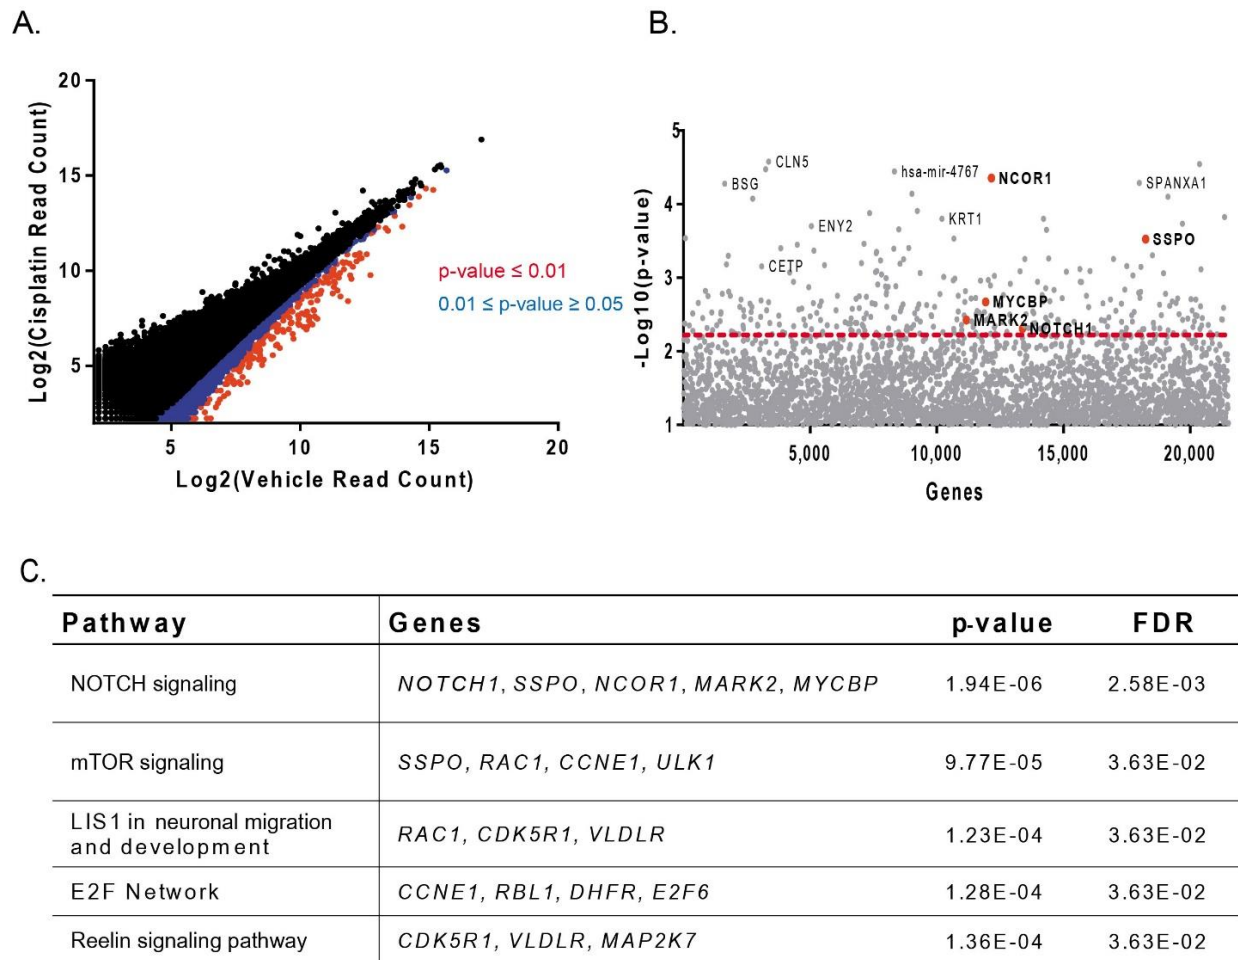 A.
20
15
10
5
Log2(Cisplatin Read Count)
5
10
15
20
Log2(Vehicle Read Count)
p-value ≤ 0.01
0.01 ≤ p-value ≥ 0.05
B.
5
4
3
2
1
-Log10(p-value)
CLN5
BSG
hsa-mir-4767
NCOR1
SPANXA1
ENY2
KRT1
SSPO
CETP
MYCBP
MARK2
NOTCH1
5,000
10,000
15,000
20,000
Genes
C.
Pathway Genes p-value FDR
NOTCH signaling NOTCH1, SSPO, NCOR1, MARK2, MYCBP 1.94E-06 2.58E-03
mTOR signaling SSPO, RAC1, CCNE1, ULK1 9.77E-05 3.63E-02
LIS1 in neuronal migration
and development RAC1, CDK5R1, VLDLR 1.23E-04 3.63E-02
E2F Network CCNE1, RBL1, DHFR, E2F6 1.28E-04 3.63E-02
Reelin signaling pathway CDK5R1, VLDLR, MAP2K7 1.36E-04 3.63E-02